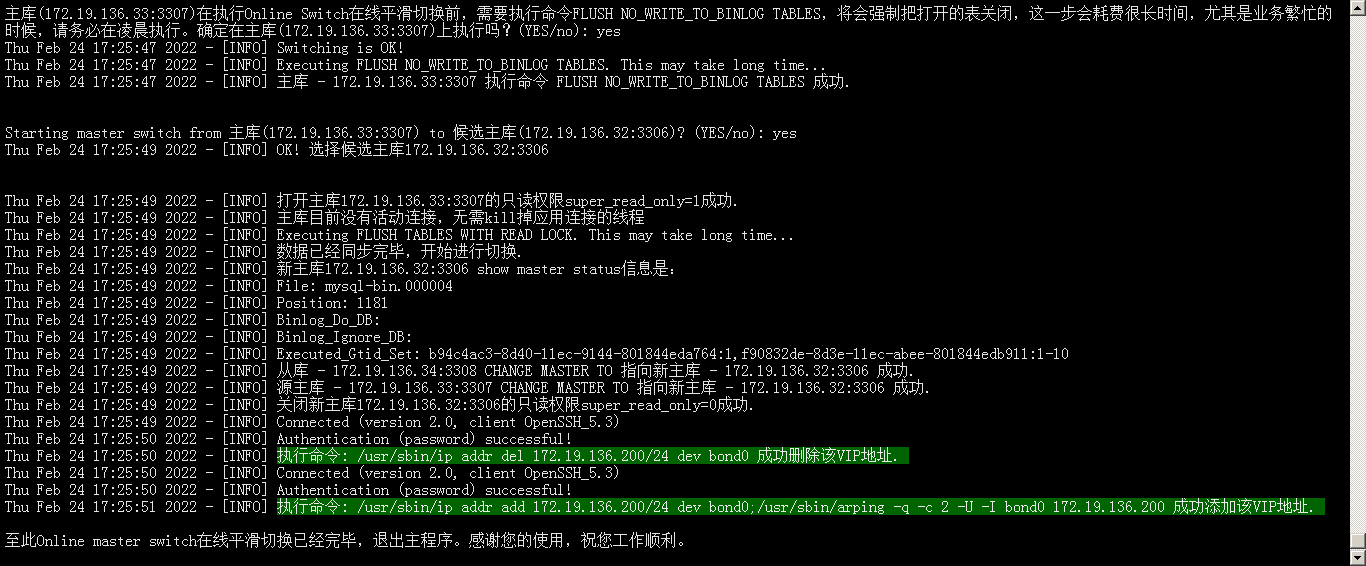 主库(172.19.136.33:3307)在执行Online Switch在线平滑切换前，需要执行命令FLUSH NO_WRITE_TO_BINLOG TABLES，将会强制把打开的表关闭，这一步会耗费很长时间，尤其是业务繁忙的
时候，请务必在凌晨执行。确定在主库(172.19.136.33:3307)上执行吗？(YES/no): yes
Thu Feb 24 17:25:47 2022 - [INFO] Switching is OK!
Thu Feb 24 17:25:47 2022 - [INFO] Executing FLUSH NO_WRITE_TO_BINLOG TABLES. This may take long time...
Thu Feb 24 17:25:47 2022 - [INFO] 主库 - 172.19.136.33:3307 执行命令 FLUSH NO_WRITE_TO_BINLOG TABLES 成功.
Starting master switch from 主库(172.19.136.33:3307) to 候选主库(172.19.136.32:3306)? (YES/no): yes
Thu Feb 24 17:25:49 2022 - [INFO] OK! 选择候选主库172.19.136.32:3306
Thu Feb 24 17:25:49 2022 - [INFO] 打开主库172.19.136.33:3307的只读权限super_read_only=1成功.
Thu Feb 24 17:25:49 2022 - [INFO] 主库目前没有活动连接，无需kill掉应用连接的线程
Thu Feb 24 17:25:49 2022 - [INFO] Executing FLUSH TABLES WITH READ LOCK. This may take long time...
Thu Feb 24 17:25:49 2022 - [INFO] 数据已经同步完毕，开始进行切换.
Thu Feb 24 17:25:49 2022 - [INFO] 新主库172.19.136.32:3306 show master status信息是：
Thu Feb 24 17:25:49 2022 - [INFO] File: mysql-bin.000004
Thu Feb 24 17:25:49 2022 - [INFO] Position: 1181
Thu Feb 24 17:25:49 2022 - [INFO] Binlog_Do_DB:
Thu Feb 24 17:25:49 2022 - [INFO] Binlog_Ignore_DB:
Thu Feb 24 17:25:49 2022 - [INFO] Executed_Gtid_Set: b94c4ac3-8d40-11ec-9144-801844eda764:1,f90832de-8d3e-11ec-abee-801844edb911:1-10
Thu Feb 24 17:25:49 2022 - [INFO] 从库 - 172.19.136.34:3308 CHANGE MASTER TO 指向新主库 - 172.19.136.32:3306 成功.
Thu Feb 24 17:25:49 2022 - [INFO] 源主库 - 172.19.136.33:3307 CHANGE MASTER TO 指向新主库 - 172.19.136.32:3306 成功.
Thu Feb 24 17:25:49 2022 - [INFO] 关闭新主库172.19.136.32:3306的只读权限super_read_only=0成功.
Thu Feb 24 17:25:49 2022 - [INFO] Connected (version 2.0, client OpenSSH_5.3)
Thu Feb 24 17:25:50 2022 - [INFO] Authentication (password) successful!
Thu Feb 24 17:25:50 2022 - [INFO] 执行命令: /usr/sbin/ip addr del 172.19.136.200/24 dev bond0 成功删除该VIP地址.
Thu Feb 24 17:25:50 2022 - [INFO] Connected (version 2.0, client OpenSSH_5.3)
Thu Feb 24 17:25:50 2022 - [INFO] Authentication (password) successful!
Thu Feb 24 17:25:51 2022 - [INFO] 执行命令: /usr/sbin/ip addr add 172.19.136.200/24 dev bond0;/usr/sbin/arping -q -c 2 -U -I bond0 172.19.136.200 成功添加该VIP地址.
至此Online master switch在线平滑切换已经完毕，退出主程序。感谢您的使用，祝您工作顺利。